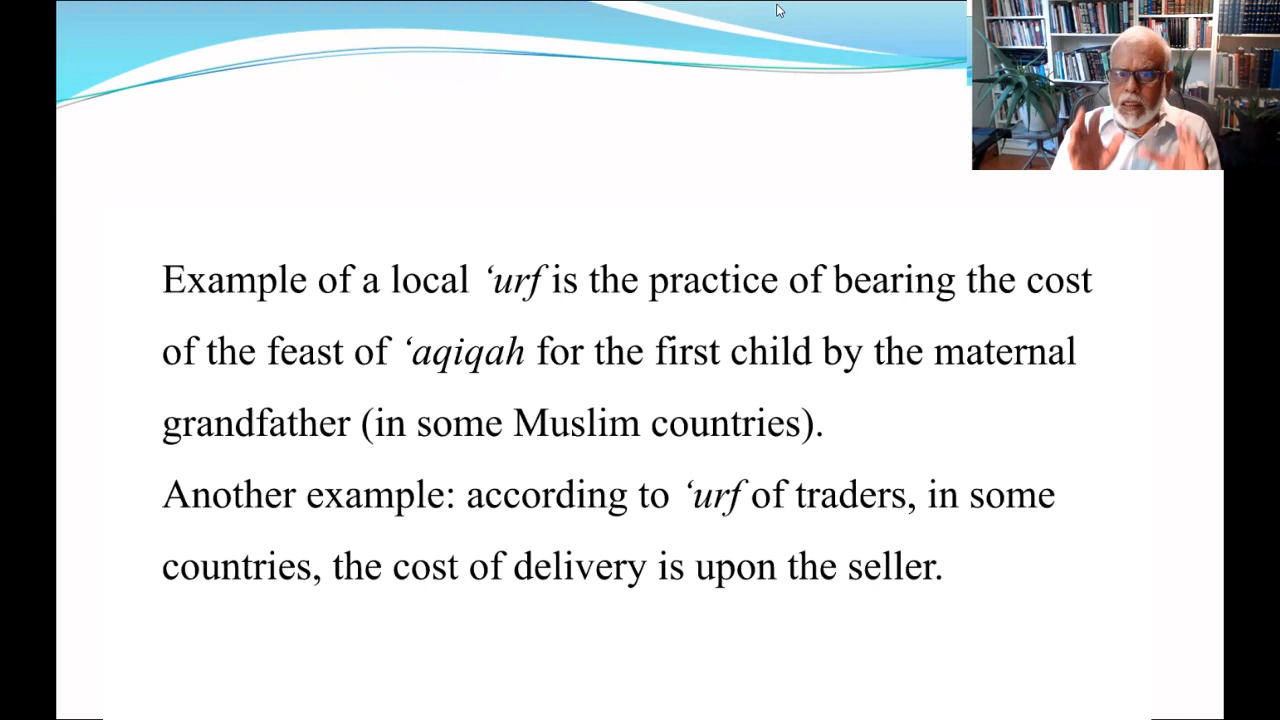 Example of a local ‘urf is the practice of bearing the cost
of the feast of ‘aqiqah for the first child by the maternal
grandfather (in some Muslim countries).
Another example: according to ‘urf of traders, in some
countries, the cost of delivery is upon the seller.